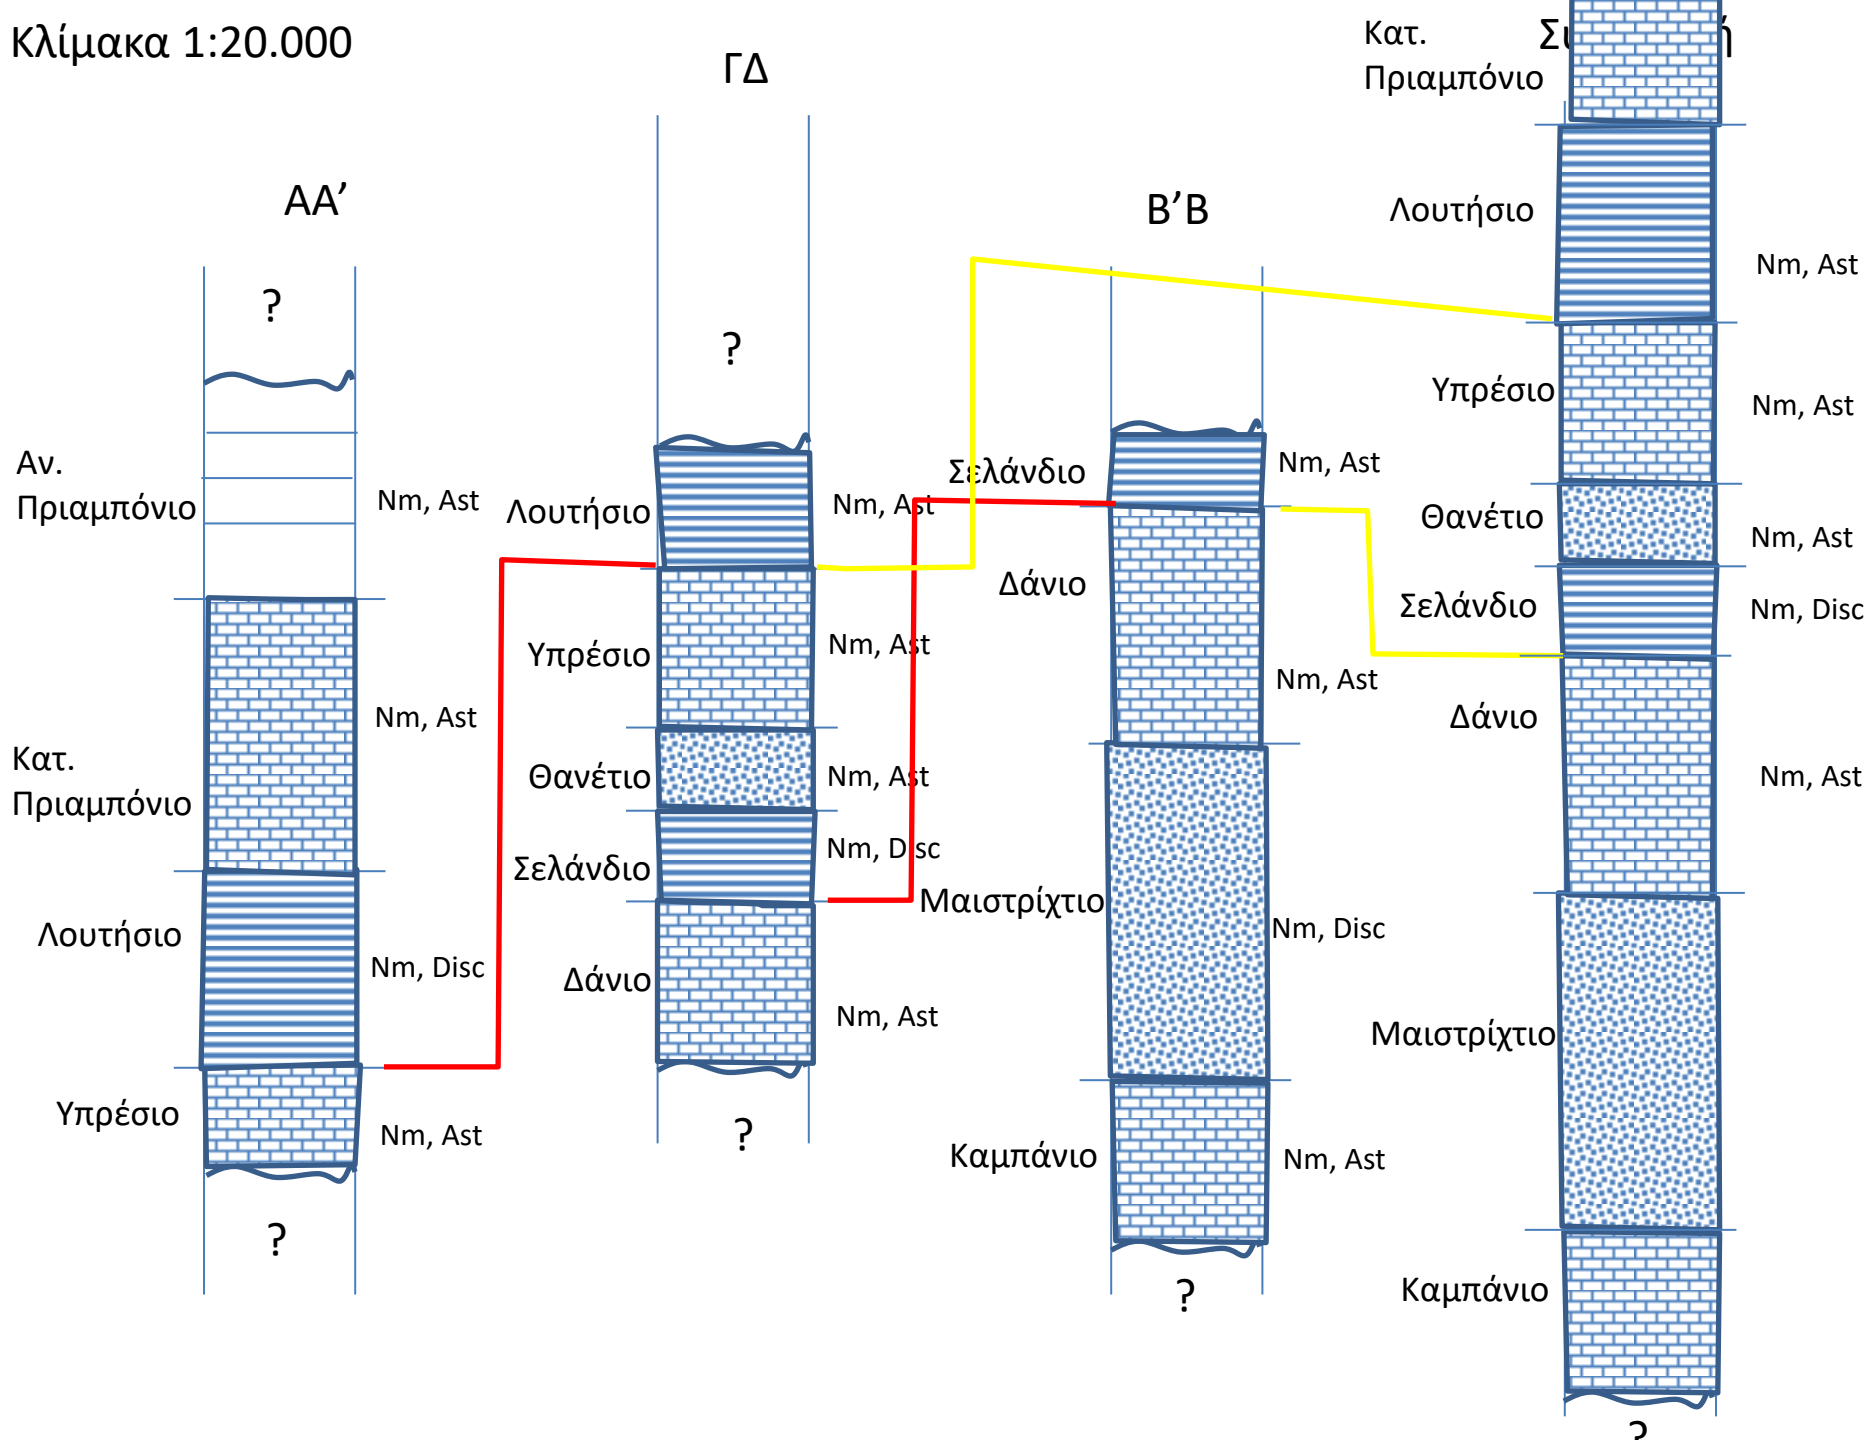 Κλίμακα 1:20.000
ΑΑ’
?
Αν.
Πριαμπόνιο
Nm, Ast
Κατ.
Πριαμπόνιο
Nm, Ast
Λουτήσιο
Nm, Disc
Υπρέσιο
Nm, Ast
?
ΓΔ
?
Λουτήσιο
Nm, Ast
Υπρέσιο
Nm, Ast
Θανέτιο
Nm, Ast
Σελάνδιο
Nm, Disc
Δάνιο
Nm, Ast
?
Β’Β
Σελάνδιο
Nm, Ast
Δάνιο
Nm, Ast
Μαιστρίχτιο
Nm, Disc
Καμπάνιο
Nm, Ast
?
Κατ.
Πριαμπόνιο
Λουτήσιο
Nm, Ast
Υπρέσιο
Nm, Ast
Θανέτιο
Nm, Ast
Σελάνδιο
Nm, Disc
Δάνιο
Nm, Ast
Μαιστρίχτιο
Καμπάνιο
?